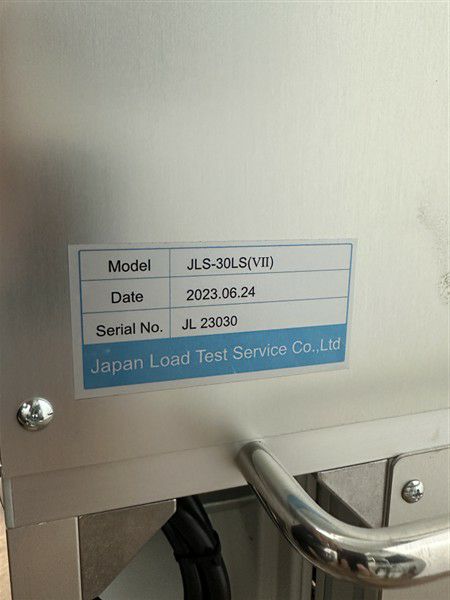 Model JLS-30LS(VII)
Date 2023.06.24
Serial No. JL 23030
Japan Load Test Service Co.,Ltd